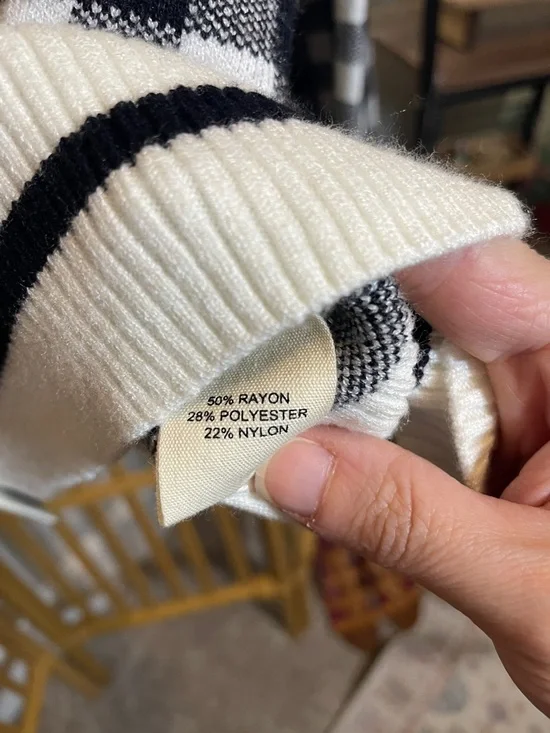 50% RAYON
28% POLYESTER
22% NYLON